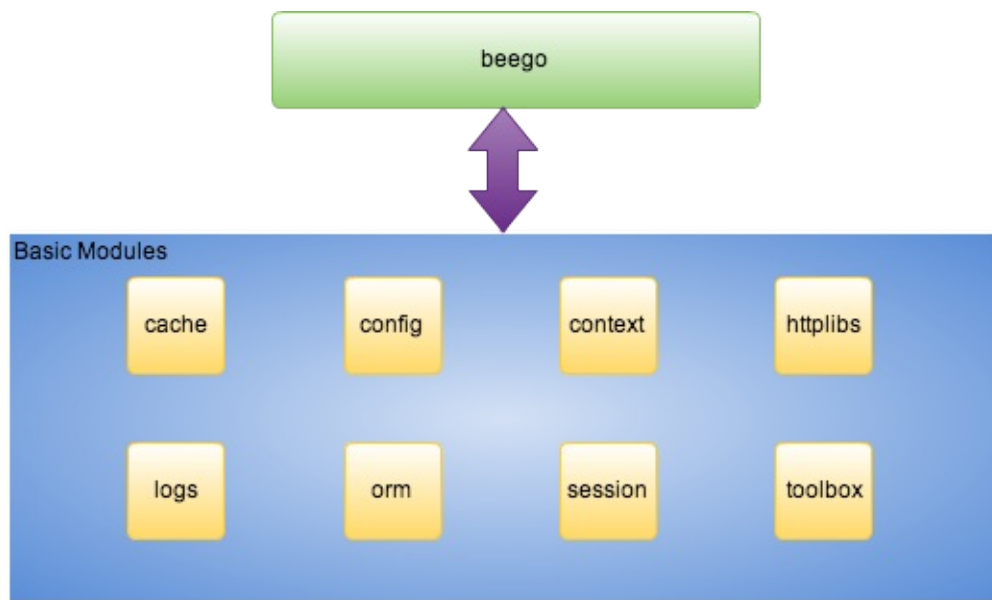 beego
Basic Modules
cache
config
context
httplibs
logs
orm
session
toolbox